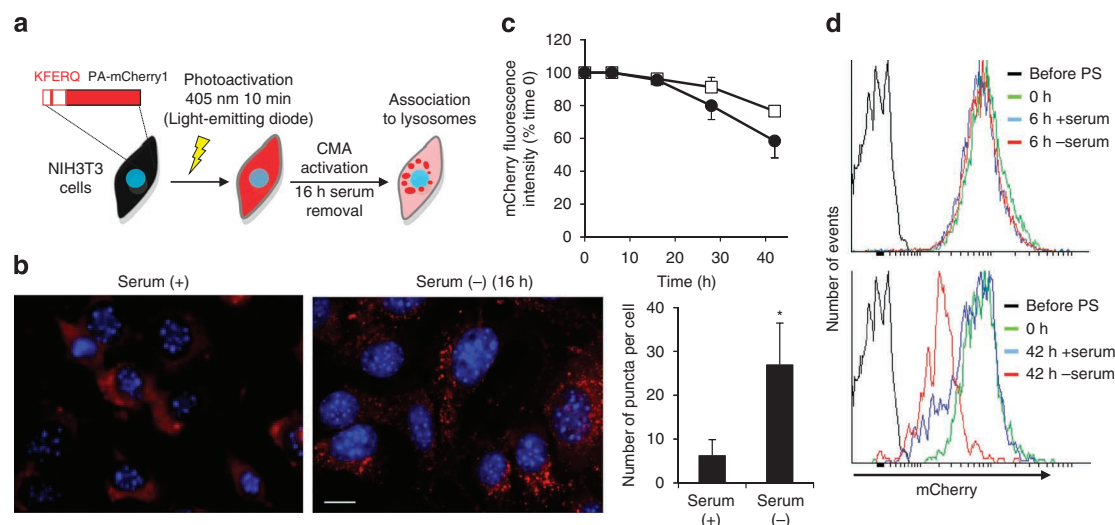 a
KFERQ PA-mCherry1
Photoactivation
405 nm 10 min
(Light-emitting diode)
NIH3T3
cells
CMA
activation
16 h serum
removal
Association
to lysosomes
b
Serum (+)
Serum (–) (16 h)
Number of puncta per cell
40
30
20
10
0
*
Serum
(+)
Serum
(–)
c
mCherry fluorescence
intensity (% time 0)
120
100
80
60
40
20
0
0 10 20 30 40
Time (h)
d
Number of events
Before PS
0 h
6 h +serum
6 h –serum
Before PS
0 h
42 h +serum
42 h –serum
mCherry